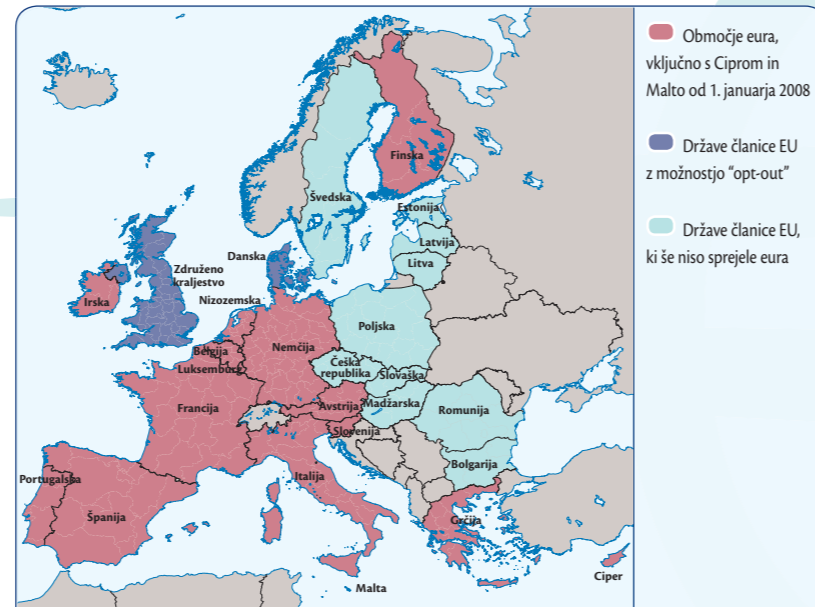 Območje eura,
vključno s Ciprom in
Malto od 1. januarja 2008
Države članice EU
z možnostjo "opt-out"
Države članice EU,
ki še niso sprejele eura
Finska
Švedska
Estonija
Latvija
Litva
Danska
Združeno
kraljestvo
Irska
Nizozemska
Poljska
Belgija
Nemčija
Luksemburg
Češka
republika
Slovaška
Francija
Avstrija
Madžarska
Romunija
Slovenija
Bolgarija
Italija
Portugalska
Španija
Grčija
Malta
Ciper